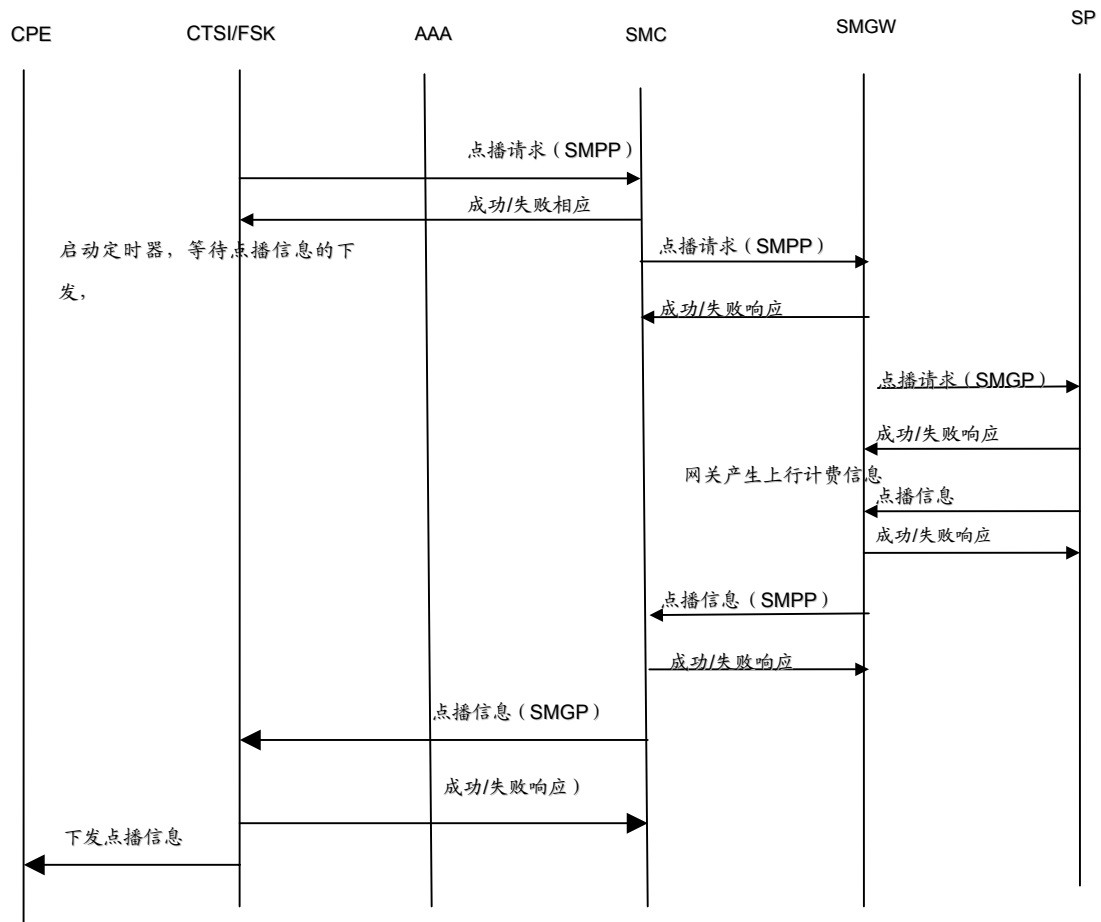 CPE
CTSI/FSK
AAA
SMC
SMGW
SP
点播请求（SMPP）
成功/失败相应
启动定时器，等待点播信息的下
发，
点播请求（SMPP）
成功/失败响应
点播请求（SMGP）
成功/失败响应
网关产生上行计费信息
点播信息
成功/失败响应
点播信息（SMPP）
成功/失败响应
点播信息（SMGP）
成功/失败响应）
下发点播信息